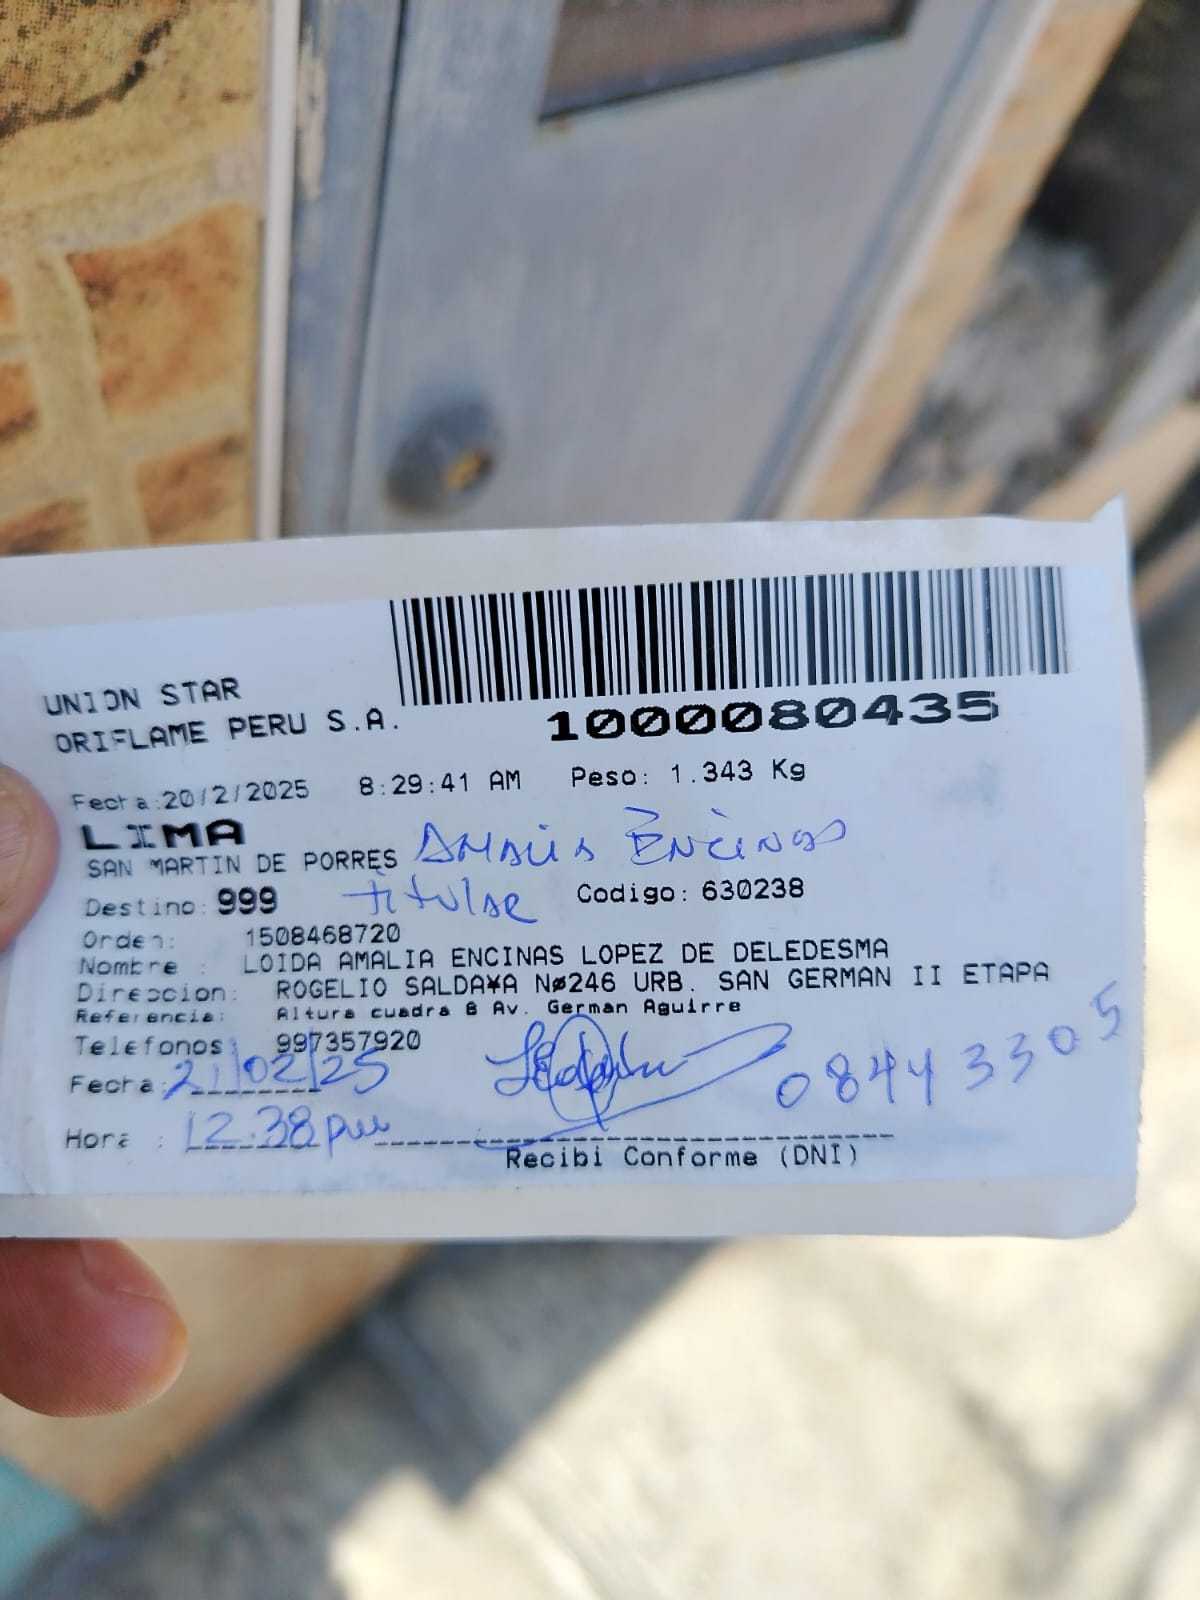 UNION STAR
ORIFLAME PERU S.A.
1000080435
Fecha:20/2/2025 8:29:41 AM Peso: 1.343 Kg
LIMA
SAN MARTIN DE PORRES Amalia Encinas
Destino: 999 titular Codigo: 630238
Orden: 1508468720
Nombre : LOIDA AMALIA ENCINAS LOPEZ DE DELEDESMA
Direccion: ROGELIO SALDA¥A Nø246 URB. SAN GERMAN II ETAPA
Referencia: Altura cuadra 8 Av. German Aguirre
Telefonos: 997357920
Fecha: 21/02/25 08443305
Hora : 12:38 pm
Recibi Conforme (DNI)